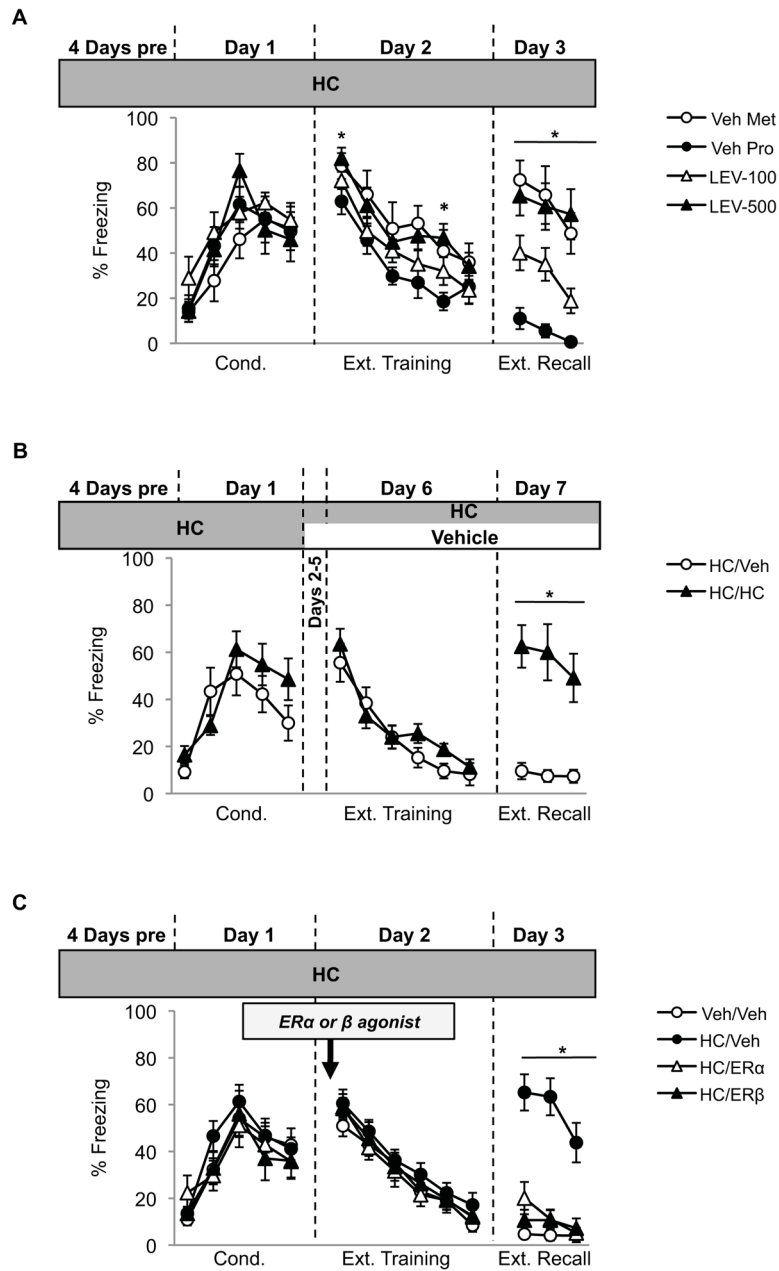 A
4 Days pre Day 1 Day 2 Day 3
HC
100
80
60
40
20
0
% Freezing
*
*
*
Cond. Ext. Training Ext. Recall
Veh Met
Veh Pro
LEV-100
LEV-500
B
4 Days pre Day 1 Day 6 Day 7
HC
HC
Vehicle
Days 2-5
100
80
60
40
20
0
% Freezing
*
Cond. Ext. Training Ext. Recall
HC/Veh
HC/HC
C
4 Days pre Day 1 Day 2 Day 3
HC
ERα or β agonist
100
80
60
40
20
0
% Freezing
*
Cond. Ext. Training Ext. Recall
Veh/Veh
HC/Veh
HC/ERα
HC/ERβ